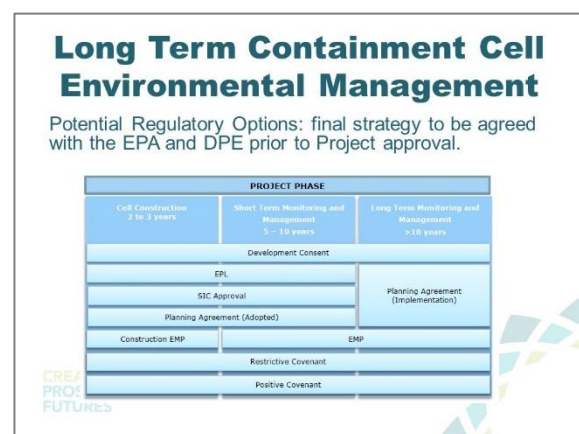 Long Term Containment Cell
Environmental Management
Potential Regulatory Options: final strategy to be agreed
with the EPA and DPE prior to Project approval.
PROJECT PHASE
Cell Construction
2 to 3 years
Short Term Monitoring and
Management
5 – 10 years
Long Term Monitoring and
Management
>10 years
Development Consent
EPL
SIC Approval
Planning Agreement (Adopted)
Planning Agreement
(Implementation)
Construction EMP
EMP
Restrictive Covenant
Positive Covenant
FUTURES